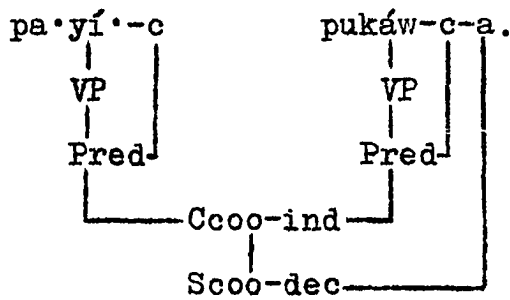 pa·yí·-c pukáw-c-a.
VP VP
Pred Pred
Ccoo-ind
Scoo-dec